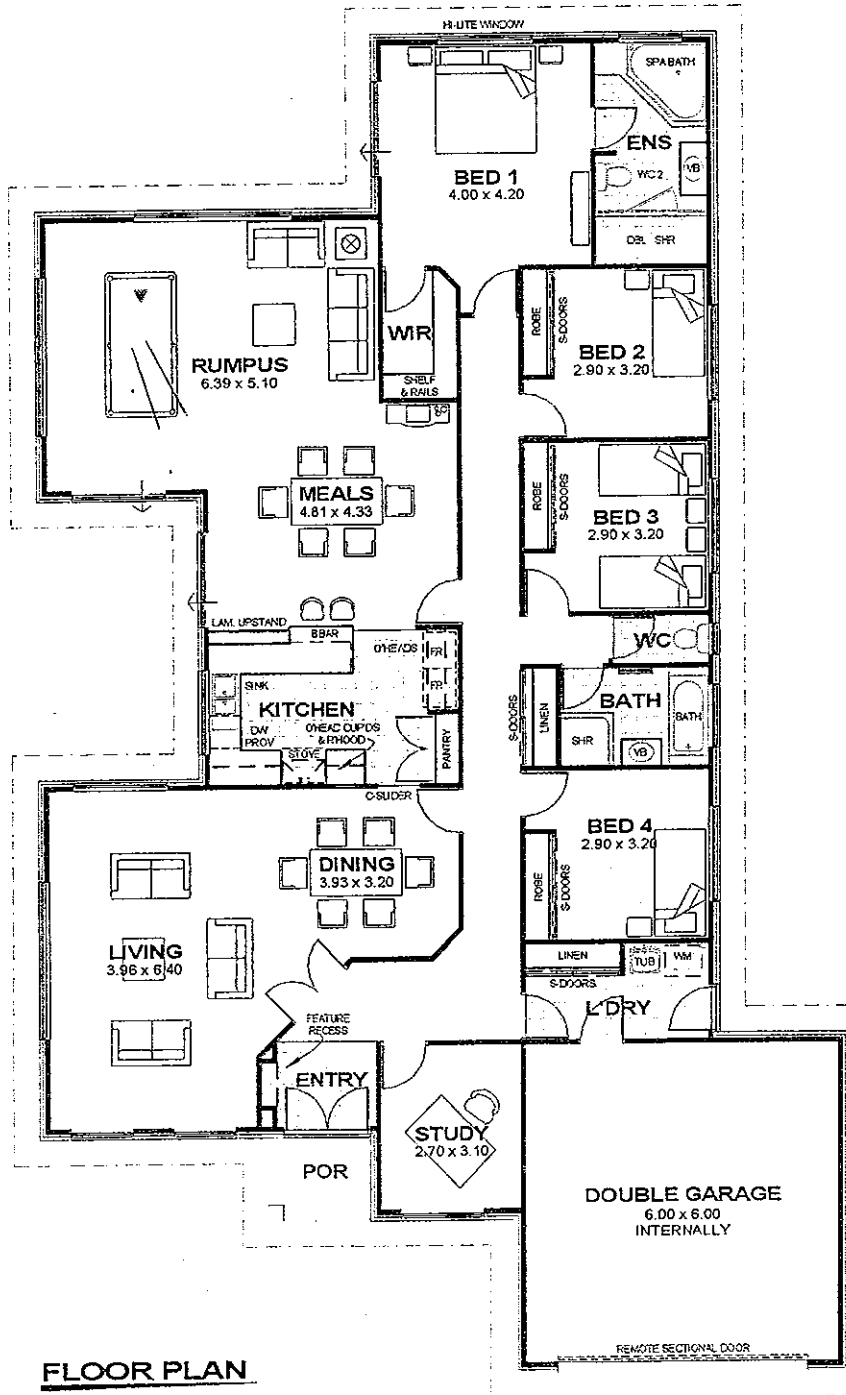 HI-LITE WINDOW
SPA BATH
ENS
BED 1
4.00 x 4.20
WC2
VB
DBL SHR
WIR
SHELF
& RAILS
ROBE
S-DOORS
BED 2
2.90 x 3.20
RUMPUS
6.39 x 5.10
MEALS
4.81 x 4.33
ROBE
S-DOORS
BED 3
2.90 x 3.20
LAM. UPSTAND
B.BAR
O'HEADS
FR
FR
WC
SINK
KITCHEN
O'HEAD CUP'DS
& R/HOOD
DW
PROV
STOVE
PANTRY
S-DOORS
LINEN
BATH
BATH
SHR
VB
C-SLIDER
DINING
3.93 x 3.20
BED 4
2.90 x 3.20
ROBE
S-DOORS
LIVING
3.96 x 6.40
LINEN
S-DOORS
TUB
WM
L'DRY
FEATURE
RECESS
ENTRY
STUDY
2.70 x 3.10
POR
DOUBLE GARAGE
6.00 x 6.00
INTERNALLY
REMOTE SECTIONAL DOOR
FLOOR PLAN